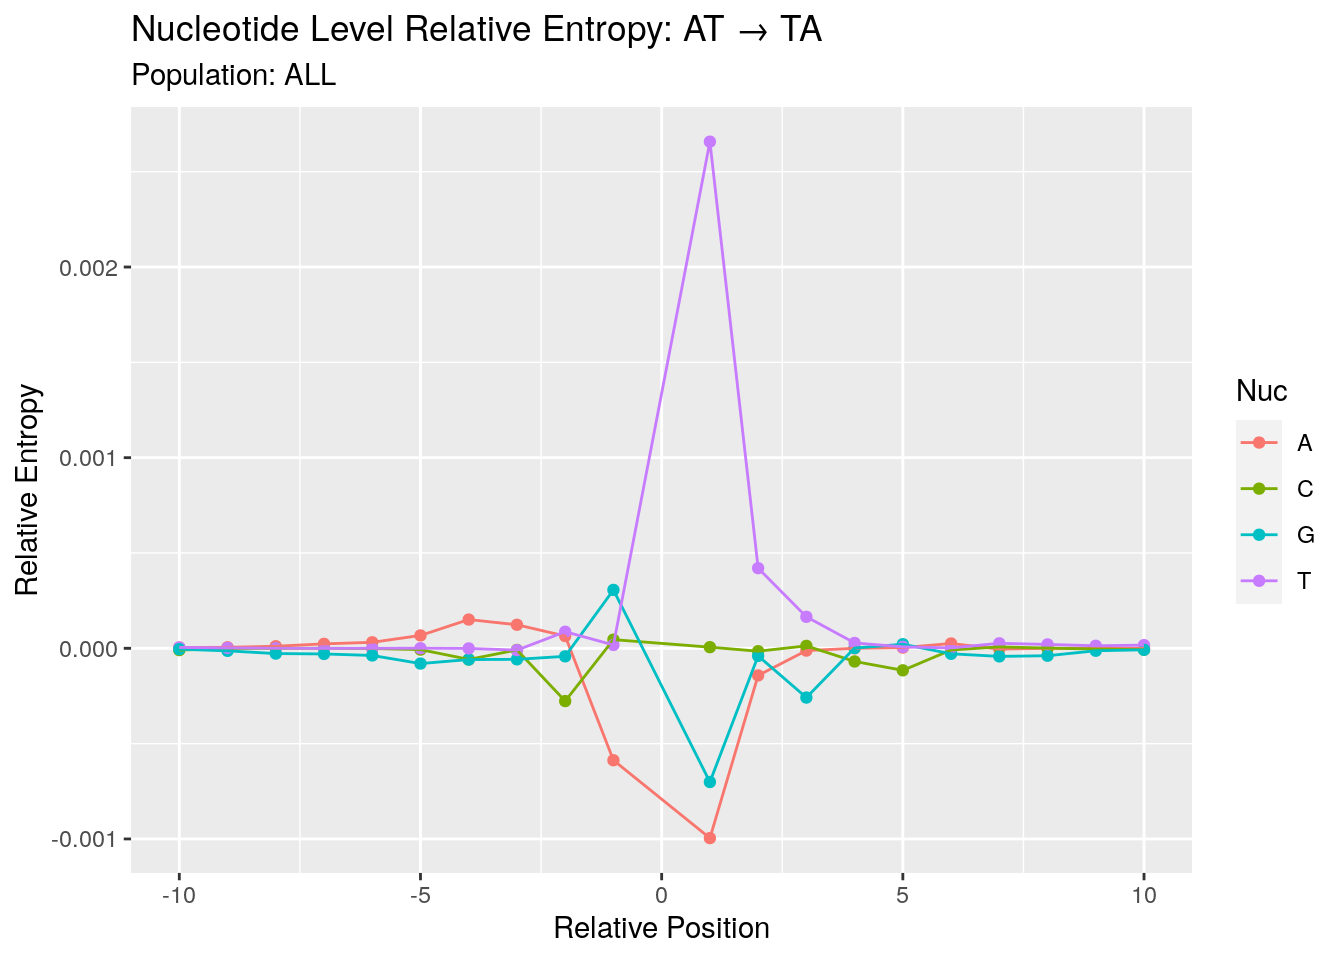 Nucleotide Level Relative Entropy: AT → TA
Population: ALL
Relative Entropy
0.002
0.001
0.000
-0.001
-10
-5
0
5
10
Relative Position
Nuc
A
C
G
T